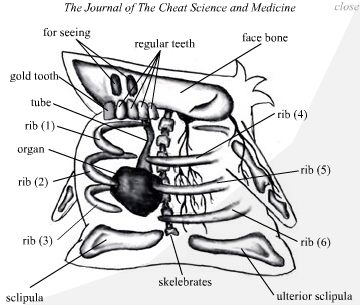 The Journal of The Cheat Science and Medicine
close
for seeing
regular teeth
face bone
gold tooth
tube
rib (1)
rib (4)
organ
rib (5)
rib (2)
rib (3)
rib (6)
sclipula
skelebrates
ulterior sclipula